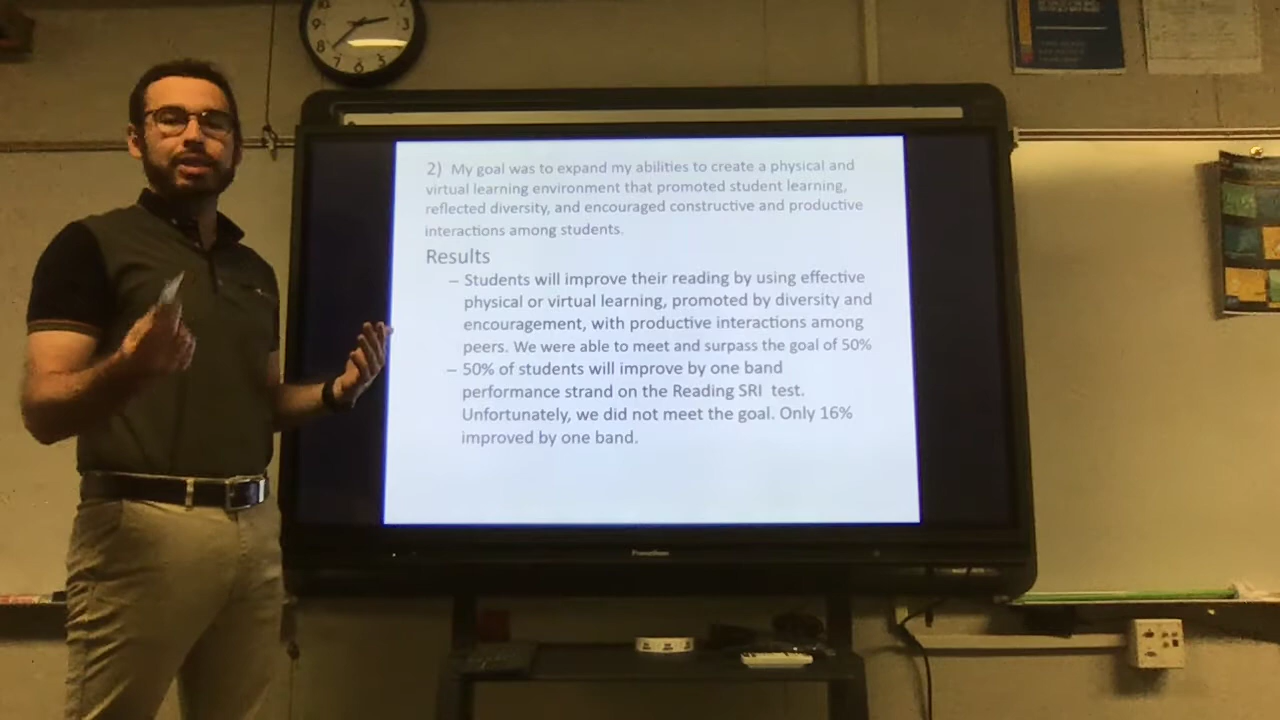 2) My goal was to expand my abilities to create a physical and
virtual learning environment that promoted student learning,
reflected diversity, and encouraged constructive and productive
interactions among students.
Results
– Students will improve their reading by using effective
physical or virtual learning, promoted by diversity and
encouragement, with productive interactions among
peers. We were able to meet and surpass the goal of 50%
– 50% of students will improve by one band
performance strand on the Reading SRI test.
Unfortunately, we did not meet the goal. Only 16%
improved by one band.
Promethean